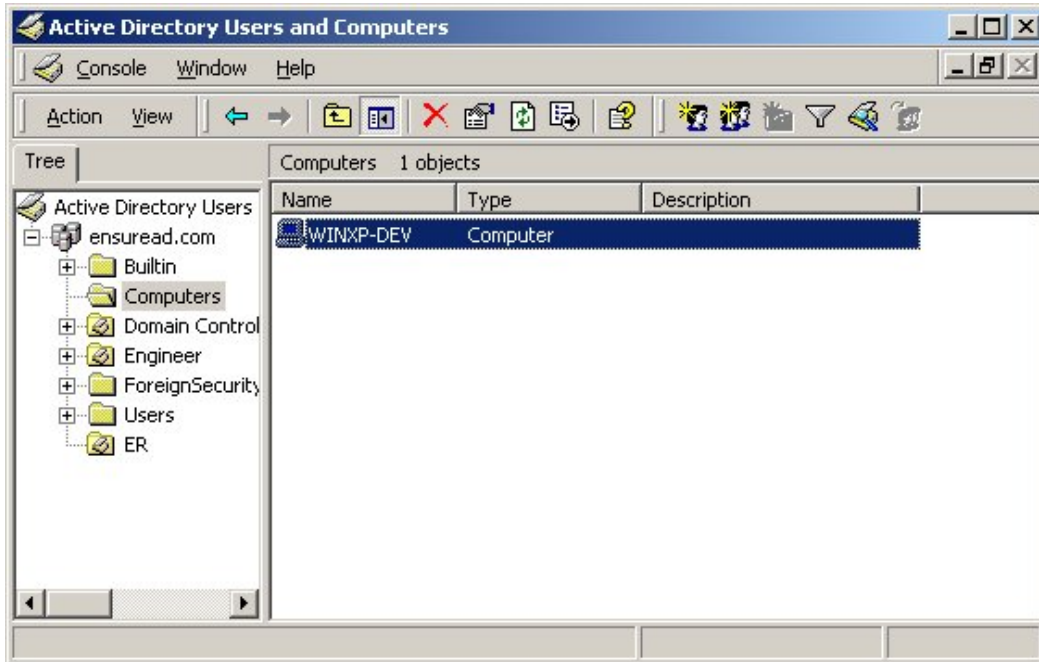 Active Directory Users and Computers
Console Window Help
Action View
Tree
Computers 1 objects
Active Directory Users
ensuread.com
Builtin
Computers
Domain Control
Engineer
ForeignSecurity
Users
ER
Name Type Description
WINXP-DEV Computer